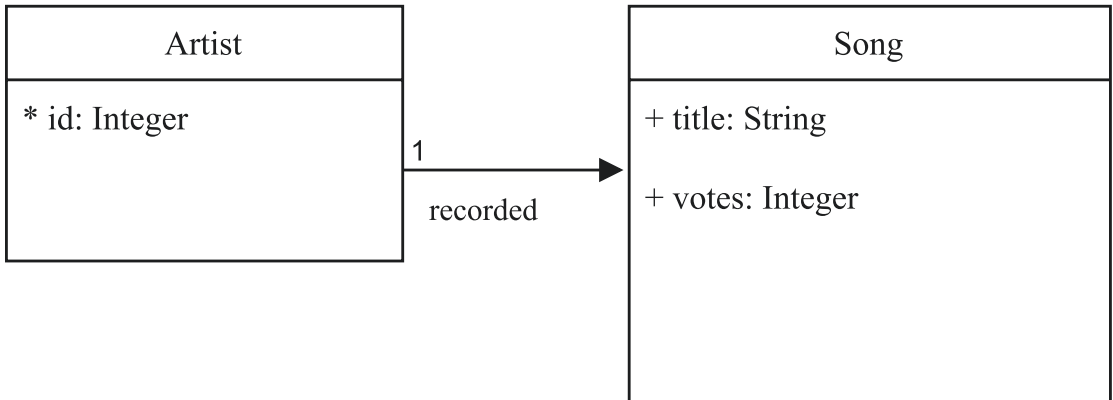 Artist
* id: Integer
1
recorded
Song
+ title: String
+ votes: Integer